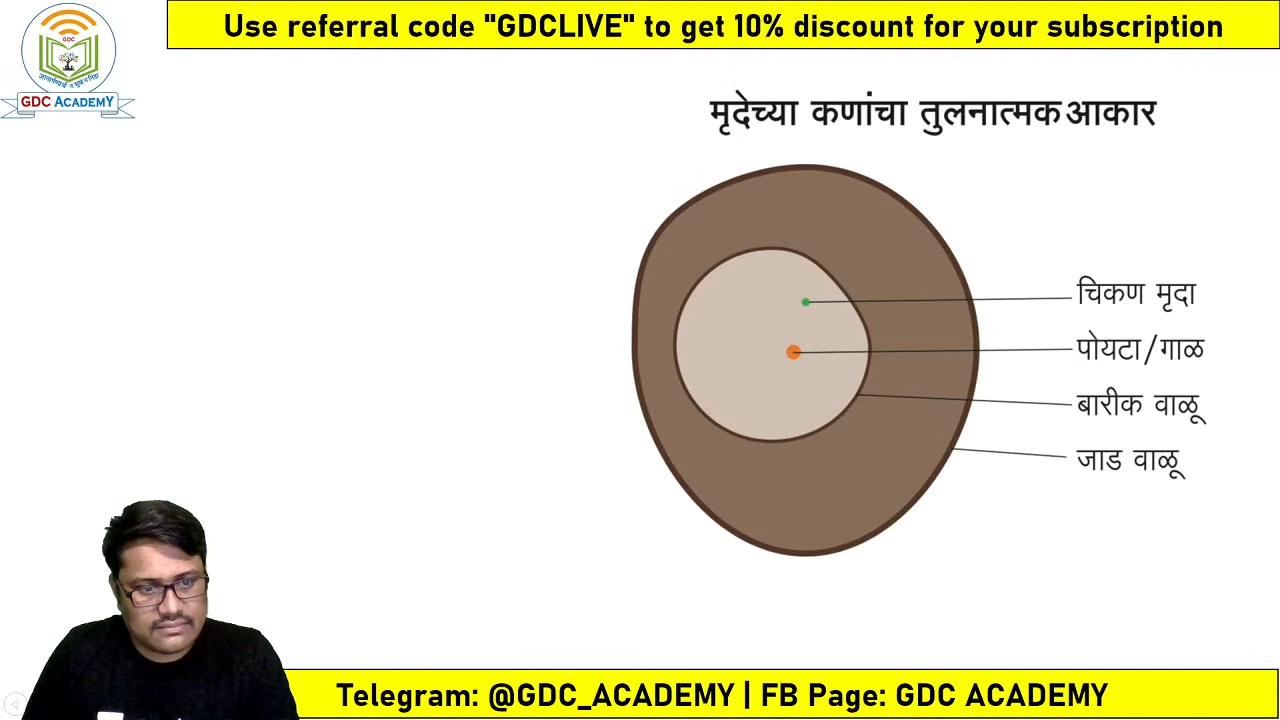 Use referral code "GDCLIVE" to get 10% discount for your subscription
GDC
GDC ACADEMY
मृदेच्या कणांचा तुलनात्मक आकार
चिकण मृदा
पोयटा/गाळ
बारीक वाळू
जाड वाळू
Telegram: @GDC_ACADEMY | FB Page: GDC ACADEMY